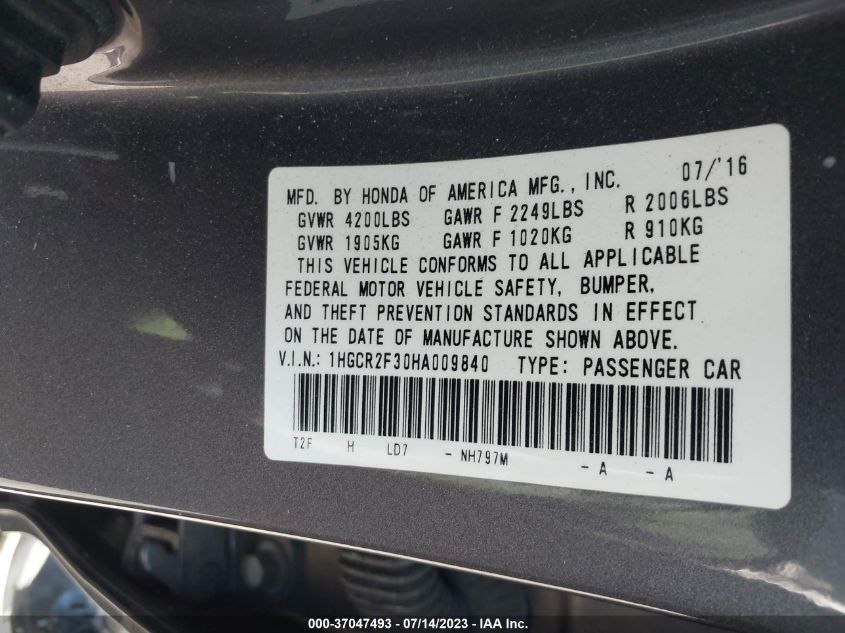 MFD. BY HONDA OF AMERICA MFG., INC. 07/'16
GVWR 4200LBS GAWR F 2249LBS R 2006LBS
GVWR 1905KG GAWR F 1020KG R 910KG
THIS VEHICLE CONFORMS TO ALL APPLICABLE
FEDERAL MOTOR VEHICLE SAFETY, BUMPER,
AND THEFT PREVENTION STANDARDS IN EFFECT
ON THE DATE OF MANUFACTURE SHOWN ABOVE.
V.I.N.: 1HGCR2F30HA009840 TYPE: PASSENGER CAR
T2F H LD7 - NH797M - A - A
000-37047493 - 07/14/2023 - IAA Inc.